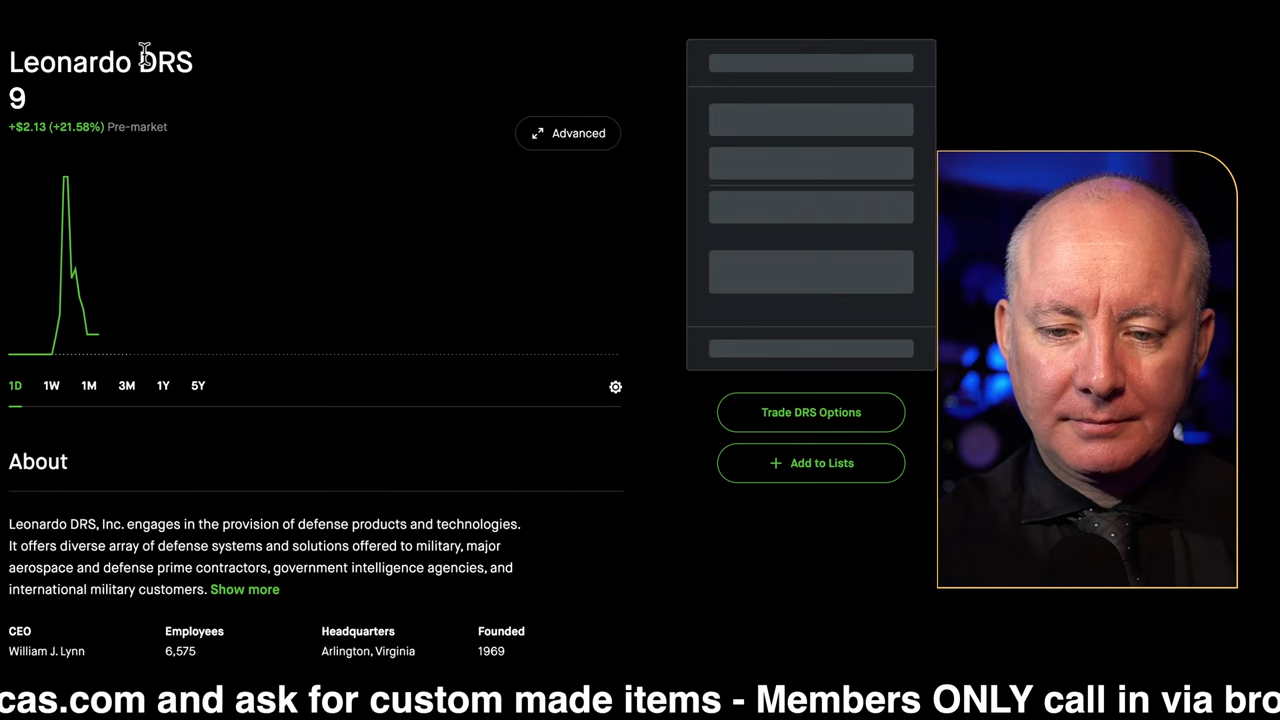 Leonardo DRS
9
+$2.13 (+21.58%) Pre-market
Advanced
1D 1W 1M 3M 1Y 5Y
About
Leonardo DRS, Inc. engages in the provision of defense products and technologies.
It offers diverse array of defense systems and solutions offered to military, major
aerospace and defense prime contractors, government intelligence agencies, and
international military customers. Show more
CEO Employees Headquarters Founded
William J. Lynn 6,575 Arlington, Virginia 1969
Trade DRS Options
+ Add to Lists
cas.com and ask for custom made items - Members ONLY call in via bro